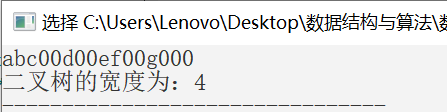 选择 C:\Users\Lenovo\Desktop\数据结构与算法\数
abc00d00ef00g000
二叉树的宽度为：4
--------------------------------